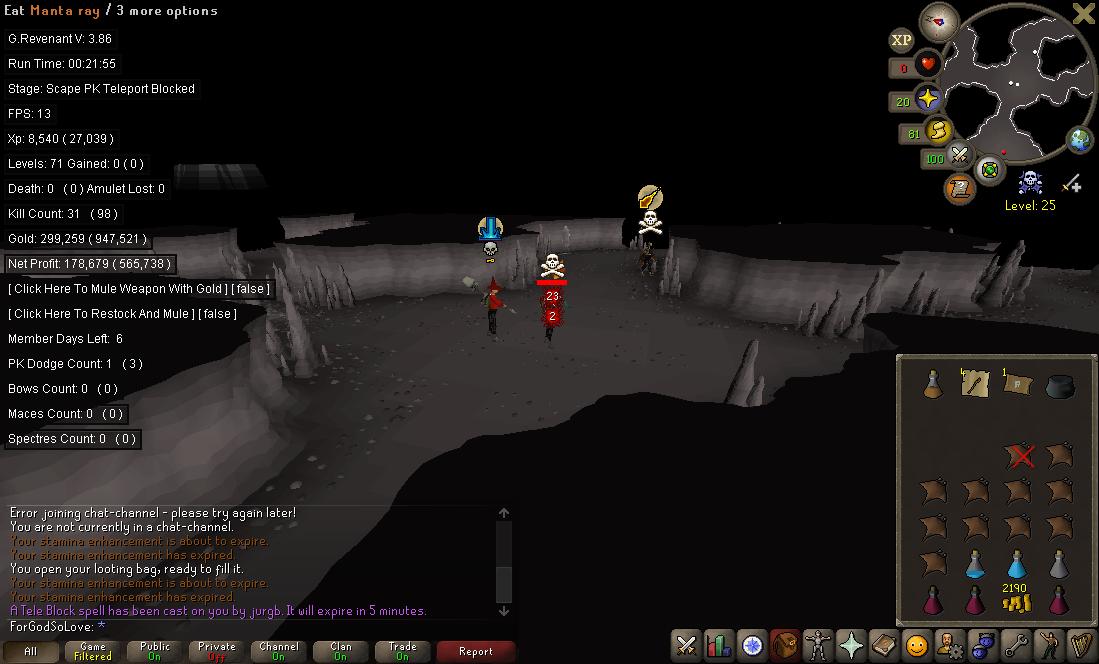 Eat Manta ray / 3 more options
G.Revenant V: 3.86
Run Time: 00:21:55
Stage: Scape PK Teleport Blocked
FPS: 13
Xp: 8,540 ( 27,039 )
Levels: 71 Gained: 0 ( 0 )
Death: 0 ( 0 ) Amulet Lost: 0
Kill Count: 31 ( 98 )
Gold: 299,259 ( 947,521 )
Net Profit: 178,679 ( 565,738 )
[ Click Here To Mule Weapon With Gold ] [ false ]
[ Click Here To Restock And Mule ] [ false ]
Member Days Left: 6
PK Dodge Count: 1 ( 3 )
Bows Count: 0 ( 0 )
Maces Count: 0 ( 0 )
Spectres Count: 0 ( 0 )
XP
0
20
81
100
Level: 25
23
2
1
2190
Error joining chat-channel - please try again later!
You are not currently in a chat-channel.
Your stamina enhancement is about to expire.
Your stamina enhancement has expired.
You open your looting bag, ready to fill it.
Your stamina enhancement is about to expire.
Your stamina enhancement has expired.
A Tele Block spell has been cast on you by jurgb. It will expire in 5 minutes.
ForGodSoLove: *
All
Game
Filtered
Public
On
Private
Off
Channel
On
Clan
On
Trade
On
Report